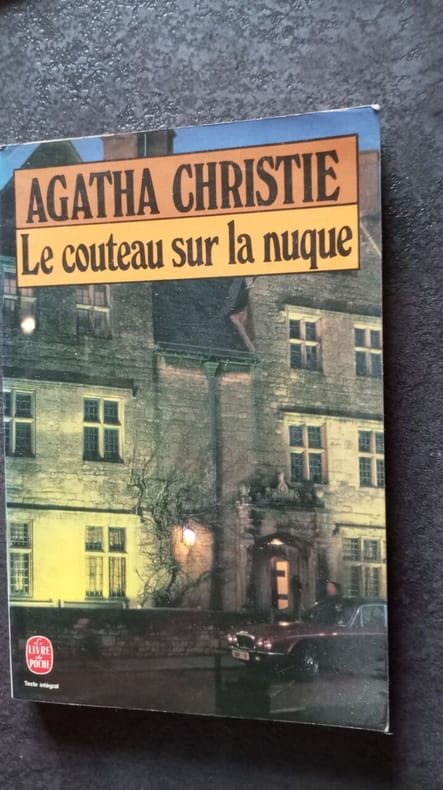 AGATHA CHRISTIE
Le couteau sur la nuque
Le
LIVRE
de
POCHE
Texte intégral